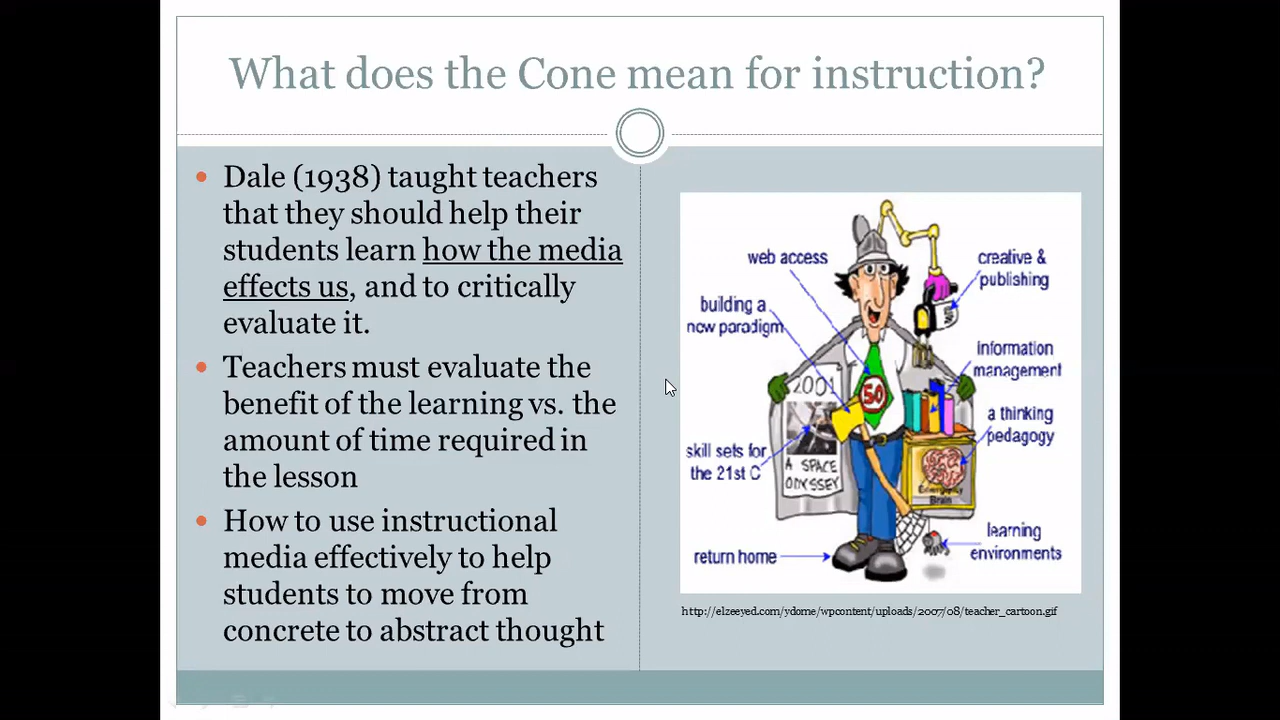 What does the Cone mean for instruction?
Dale (1938) taught teachers
that they should help their
students learn how the media
effects us, and to critically
evaluate it.
Teachers must evaluate the
benefit of the learning vs. the
amount of time required in
the lesson
How to use instructional
media effectively to help
students to move from
concrete to abstract thought
web access
creative &
publishing
building a
new paradigm
information
management
2001
50
a thinking
pedagogy
skill sets for
the 21st C
A SPACE
ODYSSEY
Emergency
Brain
learning
environments
return home
http://elzeeyed.com/ydome/wpcontent/uploads/2007/08/teacher_cartoon.gif